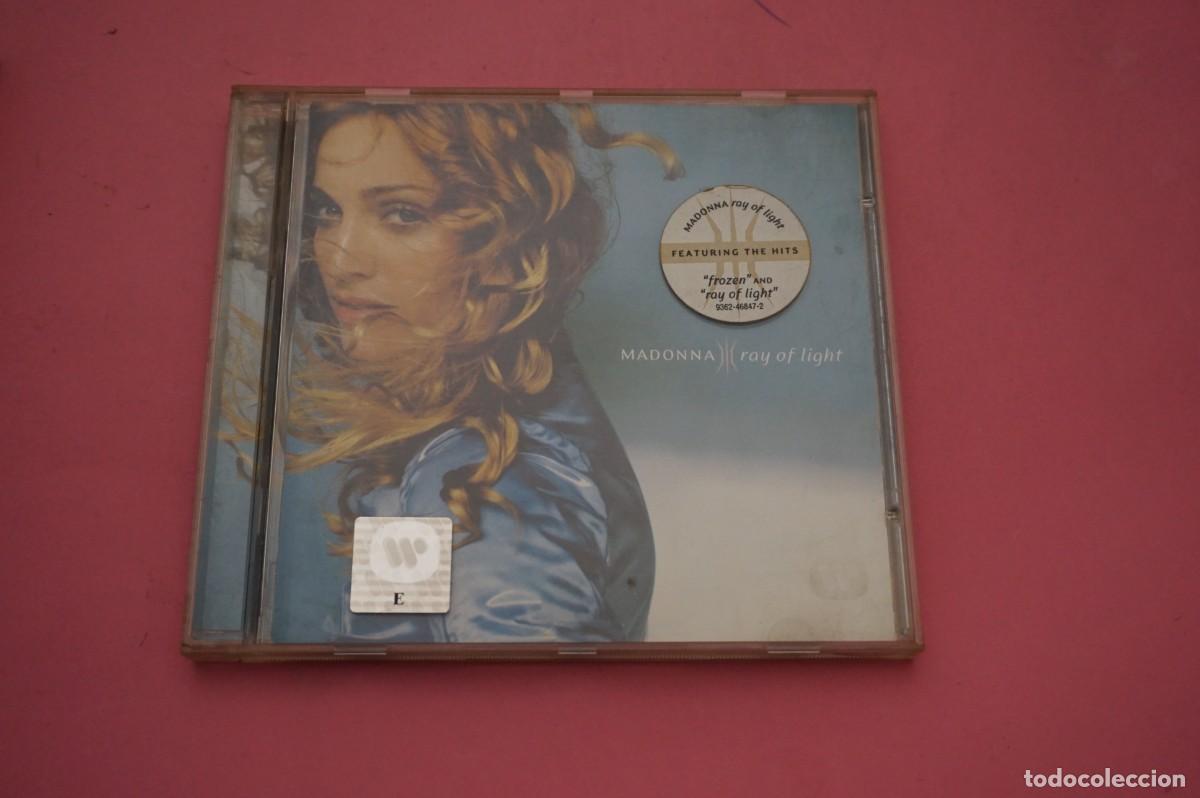 MADONNA ray of light
FEATURING THE HITS
"frozen" AND
"ray of light"
9362-46847-2
MADONNA ray of light
E
todocoleccion